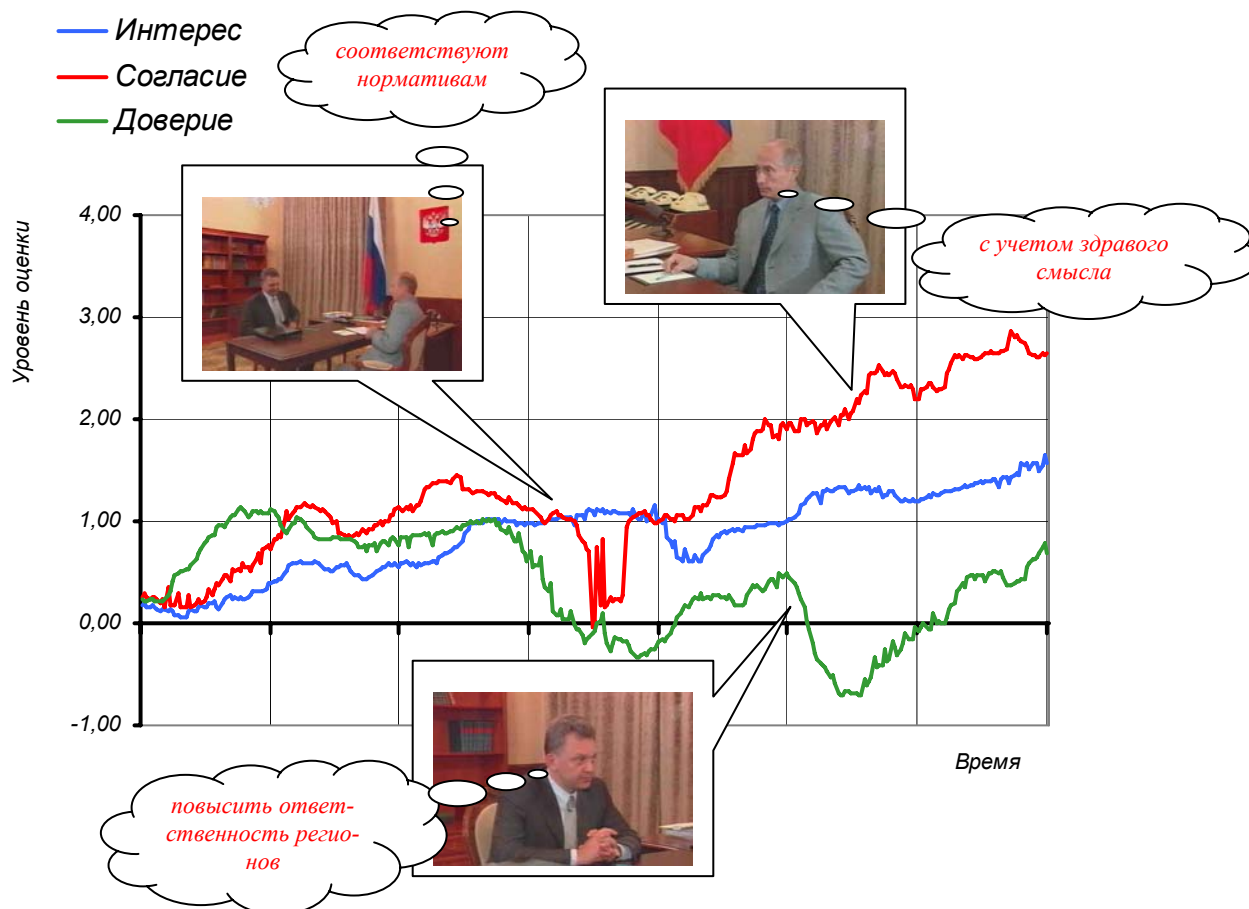 Интерес
Согласие
Доверие
соответствуют
нормативам
с учетом здравого
смысла
Уровень оценки
4,00
3,00
2,00
1,00
0,00
-1,00
Время
повысить ответ-
ственность регио-
нов